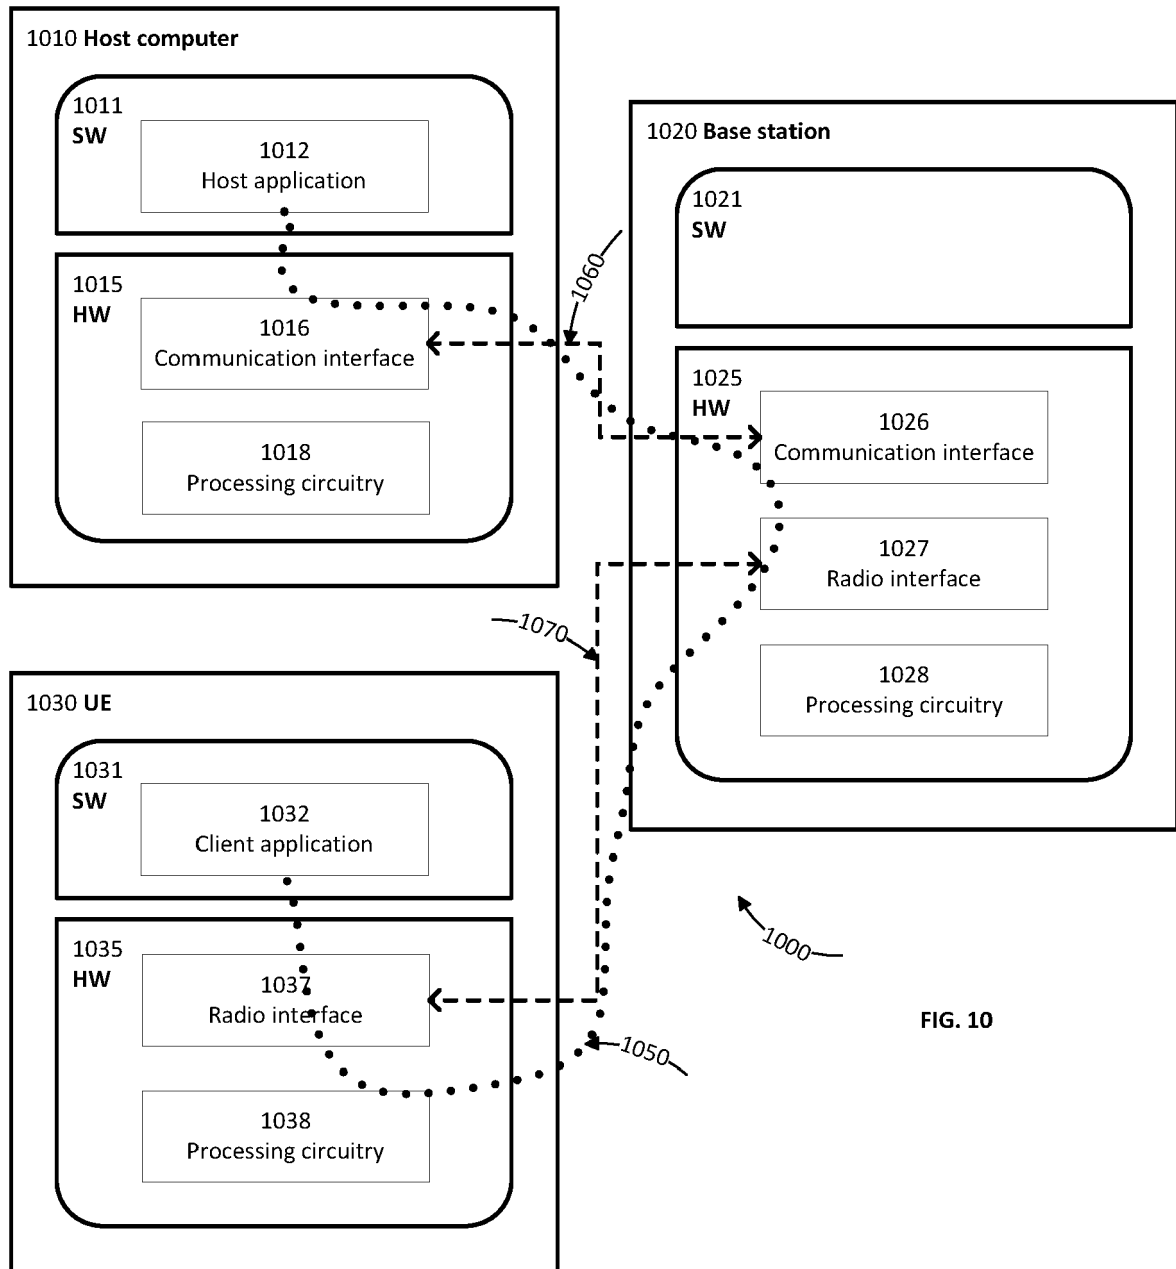 1010 Host computer
1011
SW
1012
Host application
1015
HW
1016
Communication interface
1018
Processing circuitry
1060
1020 Base station
1021
SW
1025
HW
1026
Communication interface
1027
Radio interface
1028
Processing circuitry
1070
1030 UE
1031
SW
1032
Client application
1035
HW
1037
Radio interface
1038
Processing circuitry
1050
1000
FIG. 10